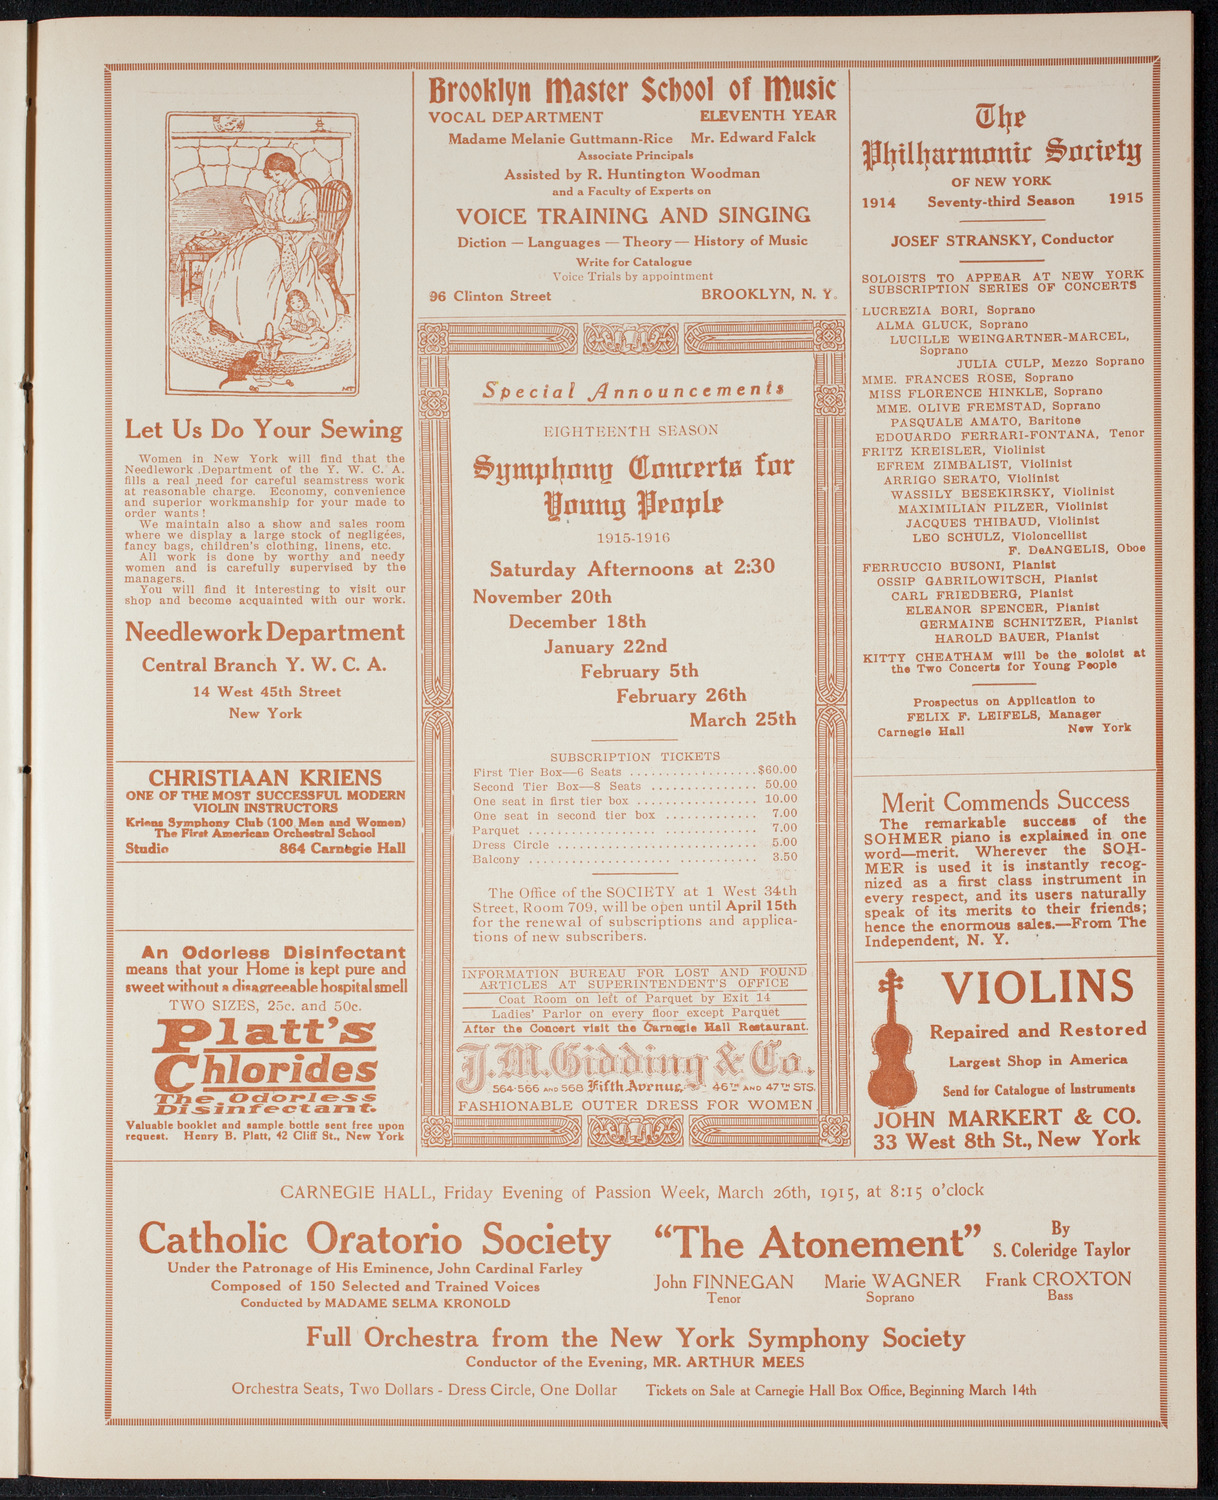 Let Us Do Your Sewing
Women in New York will find that the
Needlework Department of the Y. W. C. A.
fills a real need for careful seamstress work
at reasonable charge. Economy, convenience
and superior workmanship for your made to
order wants!
We maintain also a show and sales room
where we display a large stock of negligées,
fancy bags, children's clothing, linens, etc.
All work is done by worthy and needy
women and is carefully supervised by the
managers.
You will find it interesting to visit our
shop and become acquainted with our work.
Needlework Department
Central Branch Y. W. C. A.
14 West 45th Street
New York
CHRISTIAAN KRIENS
ONE OF THE MOST SUCCESSFUL MODERN
VIOLIN INSTRUCTORS
Kriens Symphony Club (100 Men and Women)
The First American Orchestral School
Studio 864 Carnegie Hall
An Odorless Disinfectant
means that your Home is kept pure and
sweet without a disagreeable hospital smell
TWO SIZES, 25c. and 50c.
Platt's
Chlorides
The Odorless
Disinfectant.
Valuable booklet and sample bottle sent free upon
request. Henry B. Platt, 42 Cliff St., New York
Brooklyn Master School of Music
VOCAL DEPARTMENT ELEVENTH YEAR
Madame Melanie Guttmann-Rice Mr. Edward Falck
Associate Principals
Assisted by R. Huntington Woodman
and a Faculty of Experts on
VOICE TRAINING AND SINGING
Diction — Languages — Theory — History of Music
Write for Catalogue
Voice Trials by appointment
96 Clinton Street BROOKLYN, N. Y.
Special Announcements
EIGHTEENTH SEASON
Symphony Concerts for
Young People
1915-1916
Saturday Afternoons at 2:30
November 20th
December 18th
January 22nd
February 5th
February 26th
March 25th
SUBSCRIPTION TICKETS
First Tier Box—6 Seats ..................$60.00
Second Tier Box—8 Seats ............... 50.00
One seat in first tier box ................ 10.00
One seat in second tier box ............ 7.00
Parquet ................................ 7.00
Dress Circle ............................ 5.00
Balcony ................................ 3.50
The Office of the SOCIETY at 1 West 34th
Street, Room 709, will be open until April 15th
for the renewal of subscriptions and applica-
tions of new subscribers.
INFORMATION BUREAU FOR LOST AND FOUND
ARTICLES AT SUPERINTENDENT'S OFFICE
Coat Room on left of Parquet by Exit 14
Ladies' Parlor on every floor except Parquet
After the Concert visit the Carnegie Hall Restaurant.
J.M. Gidding & Co.
564-566 AND 568 Fifth Avenue, 46TH AND 47TH STS.
FASHIONABLE OUTER DRESS FOR WOMEN
The
Philharmonic Society
OF NEW YORK
1914 Seventy-third Season 1915
JOSEF STRANSKY, Conductor
SOLOISTS TO APPEAR AT NEW YORK
SUBSCRIPTION SERIES OF CONCERTS
LUCREZIA BORI, Soprano
ALMA GLUCK, Soprano
LUCILLE WEINGARTNER-MARCEL,
Soprano
JULIA CULP, Mezzo Soprano
MME. FRANCES ROSE, Soprano
MISS FLORENCE HINKLE, Soprano
MME. OLIVE FREMSTAD, Soprano
PASQUALE AMATO, Baritone
EDOUARDO FERRARI-FONTANA, Tenor
FRITZ KREISLER, Violinist
EFREM ZIMBALIST, Violinist
ARRIGO SERATO, Violinist
WASSILY BESEKIRSKY, Violinist
MAXIMILIAN PILZER, Violinist
JACQUES THIBAUD, Violinist
LEO SCHULZ, Violoncellist
F. DeANGELIS, Oboe
FERRUCCIO BUSONI, Pianist
OSSIP GABRILOWITSCH, Pianist
CARL FRIEDBERG, Pianist
ELEANOR SPENCER, Pianist
GERMAINE SCHNITZER, Pianist
HAROLD BAUER, Pianist
KITTY CHEATHAM will be the soloist at
the Two Concerts for Young People
Prospectus on Application to
FELIX F. LEIFELS, Manager
Carnegie Hall New York
Merit Commends Success
The remarkable success of the
SOHMER piano is explained in one
word—merit. Wherever the SOH-
MER is used it is instantly recog-
nized as a first class instrument in
every respect, and its users naturally
speak of its merits to their friends;
hence the enormous sales.—From The
Independent, N. Y.
VIOLINS
Repaired and Restored
Largest Shop in America
Send for Catalogue of Instruments
JOHN MARKERT & CO.
33 West 8th St., New York
CARNEGIE HALL, Friday Evening of Passion Week, March 26th, 1915, at 8:15 o'clock
Catholic Oratorio Society
Under the Patronage of His Eminence, John Cardinal Farley
Composed of 150 Selected and Trained Voices
Conducted by MADAME SELMA KRONOLD
"The Atonement" By
S. Coleridge Taylor
John FINNEGAN Marie WAGNER Frank CROXTON
Tenor Soprano Bass
Full Orchestra from the New York Symphony Society
Conductor of the Evening, MR. ARTHUR MEES
Orchestra Seats, Two Dollars - Dress Circle, One Dollar Tickets on Sale at Carnegie Hall Box Office, Beginning March 14th